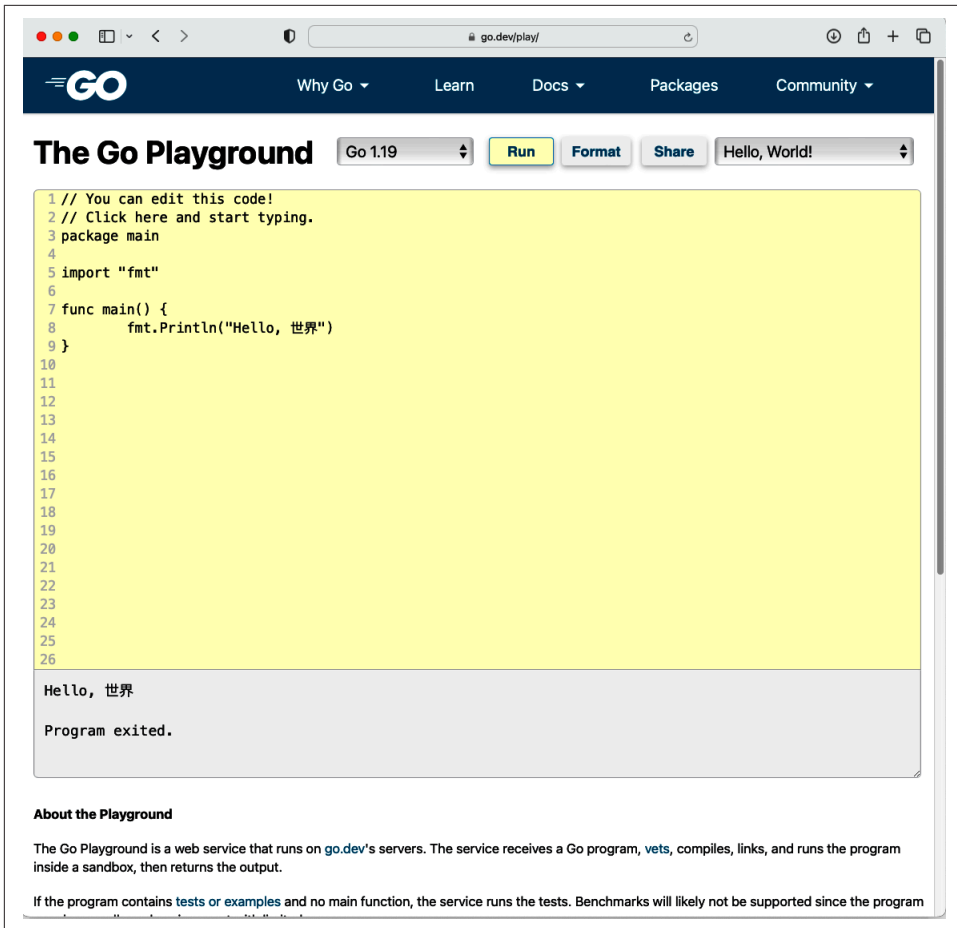 go.dev/play/
GO
Why Go
Learn
Docs
Packages
Community
The Go Playground
Go 1.19
Run
Format
Share
Hello, World!
1 // You can edit this code!
2 // Click here and start typing.
3 package main
4
5 import "fmt"
6
7 func main() {
8 fmt.Println("Hello, 世界")
9 }
10
11
12
13
14
15
16
17
18
19
20
21
22
23
24
25
26
Hello, 世界
Program exited.
About the Playground
The Go Playground is a web service that runs on go.dev's servers. The service receives a Go program, vets, compiles, links, and runs the program
inside a sandbox, then returns the output.
If the program contains tests or examples and no main function, the service runs the tests. Benchmarks will likely not be supported since the program